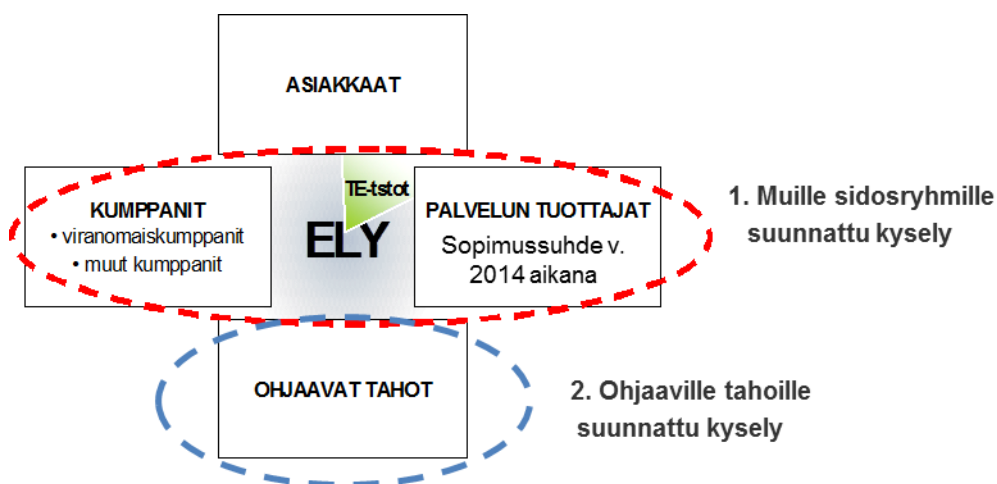 ASIAKKAAT
TE-tstot
KUMPPANIT
• viranomaiskumppanit
• muut kumppanit
ELY
PALVELUN TUOTTAJAT
Sopimussuhde v.
2014 aikana
1. Muille sidosryhmille
suunnattu kysely
OHJAAVAT TAHOT
2. Ohjaaville tahoille
suunnattu kysely